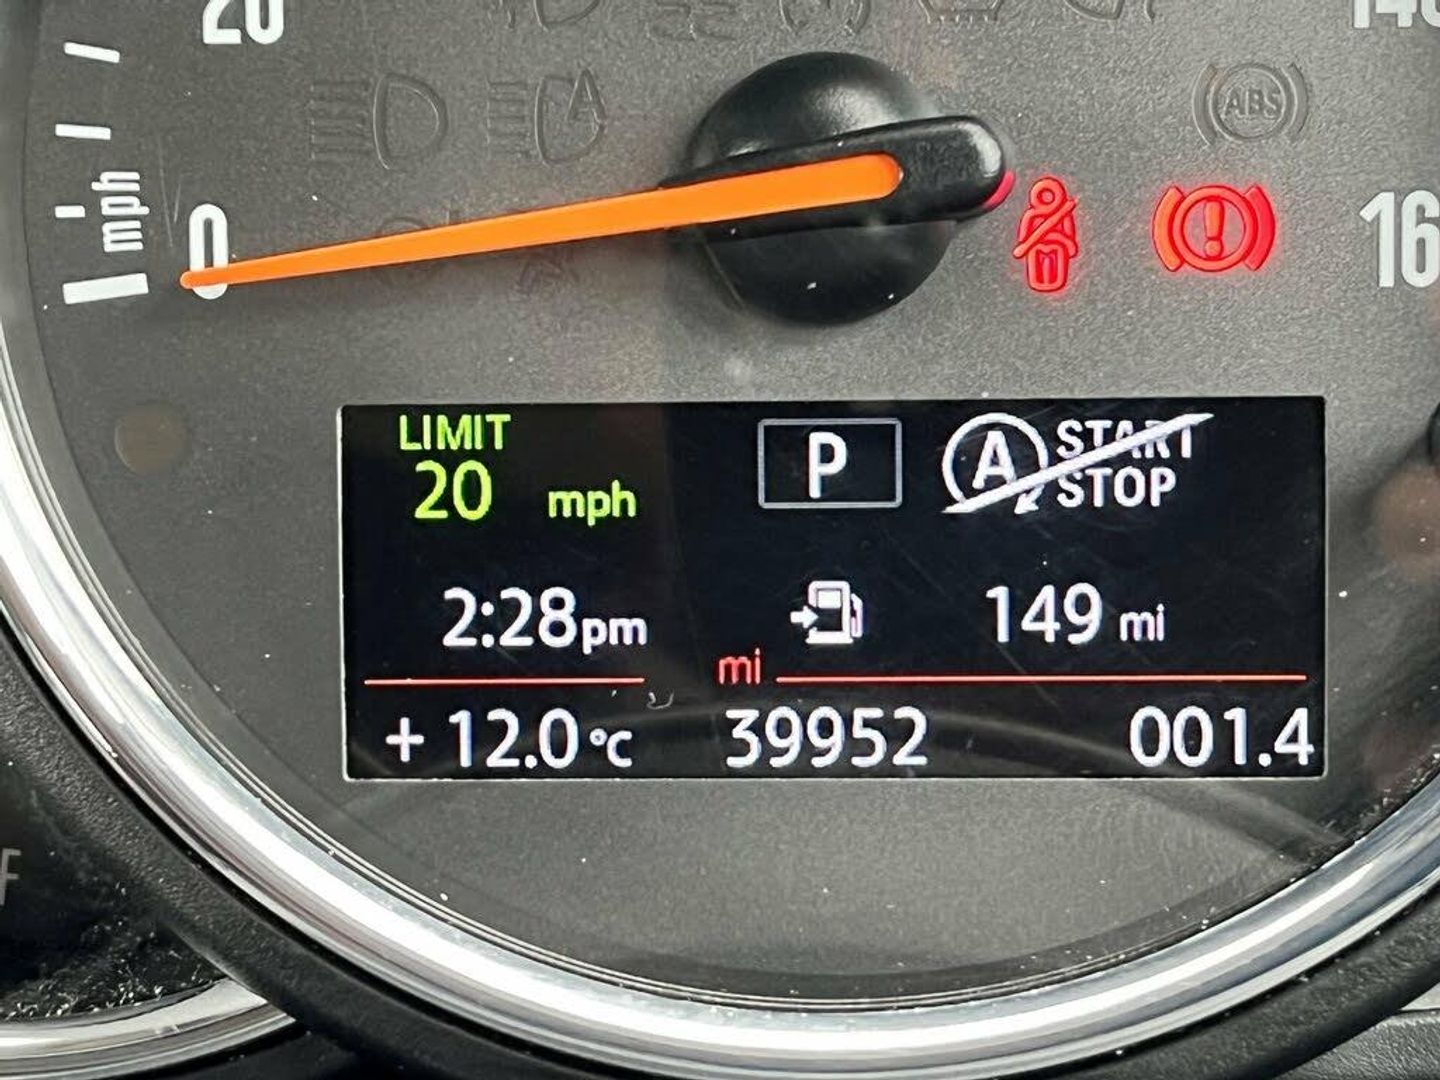 20
mph
0
ABS
LIMIT
20 mph
P
A START
STOP
2:28pm
149 mi
mi
+ 12.0°C
39952
001.4
F